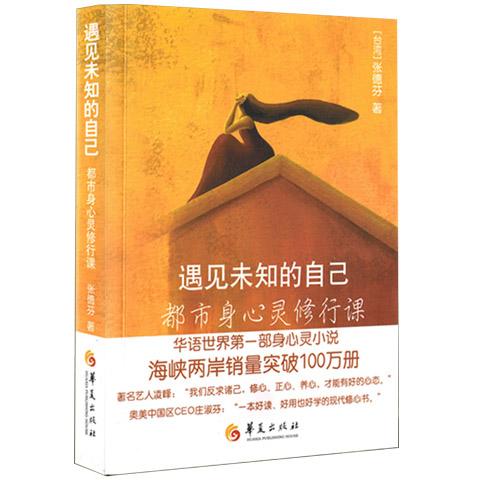 遇见未知的自己
都市身心灵修行课
张德芬 著
华夏出版社
[台湾] 张德芬 著
遇见未知的自己
都市身心灵修行课
华语世界第一部身心灵小说
海峡两岸销量突破100万册
著名艺人凌峰：“我们反求诸己，修心、正心、养心，才能有好的心态。”
奥美中国区CEO庄淑芬：“一本好读、好用也好学的现代修心书。”
华夏出版社
HUAXIA PUBLISHING HOUSE